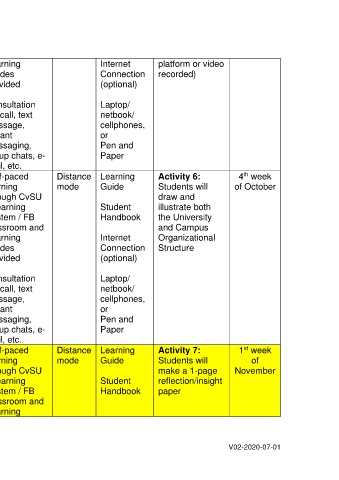 rning
des
vided
nsultation
call, text
ssage,
ant
ssaging,
up chats, e-
l, etc.
Internet
Connection
(optional)
Laptop/
netbook/
cellphones,
or
Pen and
Paper
platform or video
recorded)
f-paced
rning
ough CvSU
earning
stem / FB
ssroom and
rning
des
vided
nsultation
call, text
ssage,
ant
ssaging,
up chats, e-
l, etc.
Distance
mode
Learning
Guide
Student
Handbook
Internet
Connection
(optional)
Laptop/
netbook/
cellphones,
or
Pen and
Paper
Activity 6:
Students will
draw and
illustrate both
the University
and Campus
Organizational
Structure
4th week
of October
f-paced
rning
ough CvSU
earning
stem / FB
ssroom and
rning
Distance
mode
Learning
Guide
Student
Handbook
Activity 7:
Students will
make a 1-page
reflection/insight
paper
1st week
of
November
V02-2020-07-01